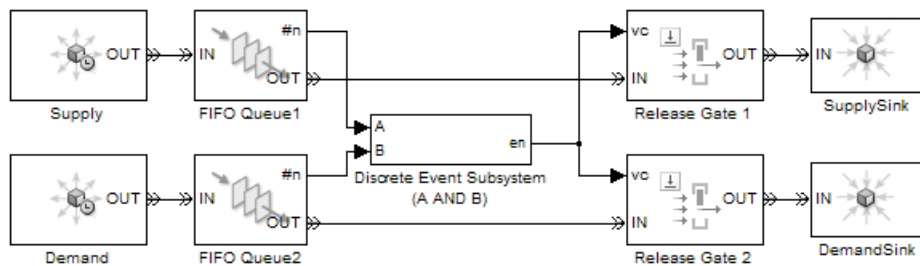 #n
vc
OUT IN OUT IN OUT IN
Supply FIFO Queue1 Release Gate 1 SupplySink
A
B en
Discrete Event Subsystem
(A AND B)
#n
vc
OUT IN OUT IN OUT IN
Demand FIFO Queue2 Release Gate 2 DemandSink